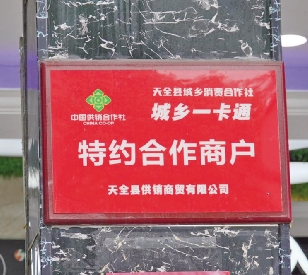 天全县城乡消费合作社
城乡一卡通
中国供销合作社
CHINA CO-OP
特约合作商户
天全县供销商贸有限公司